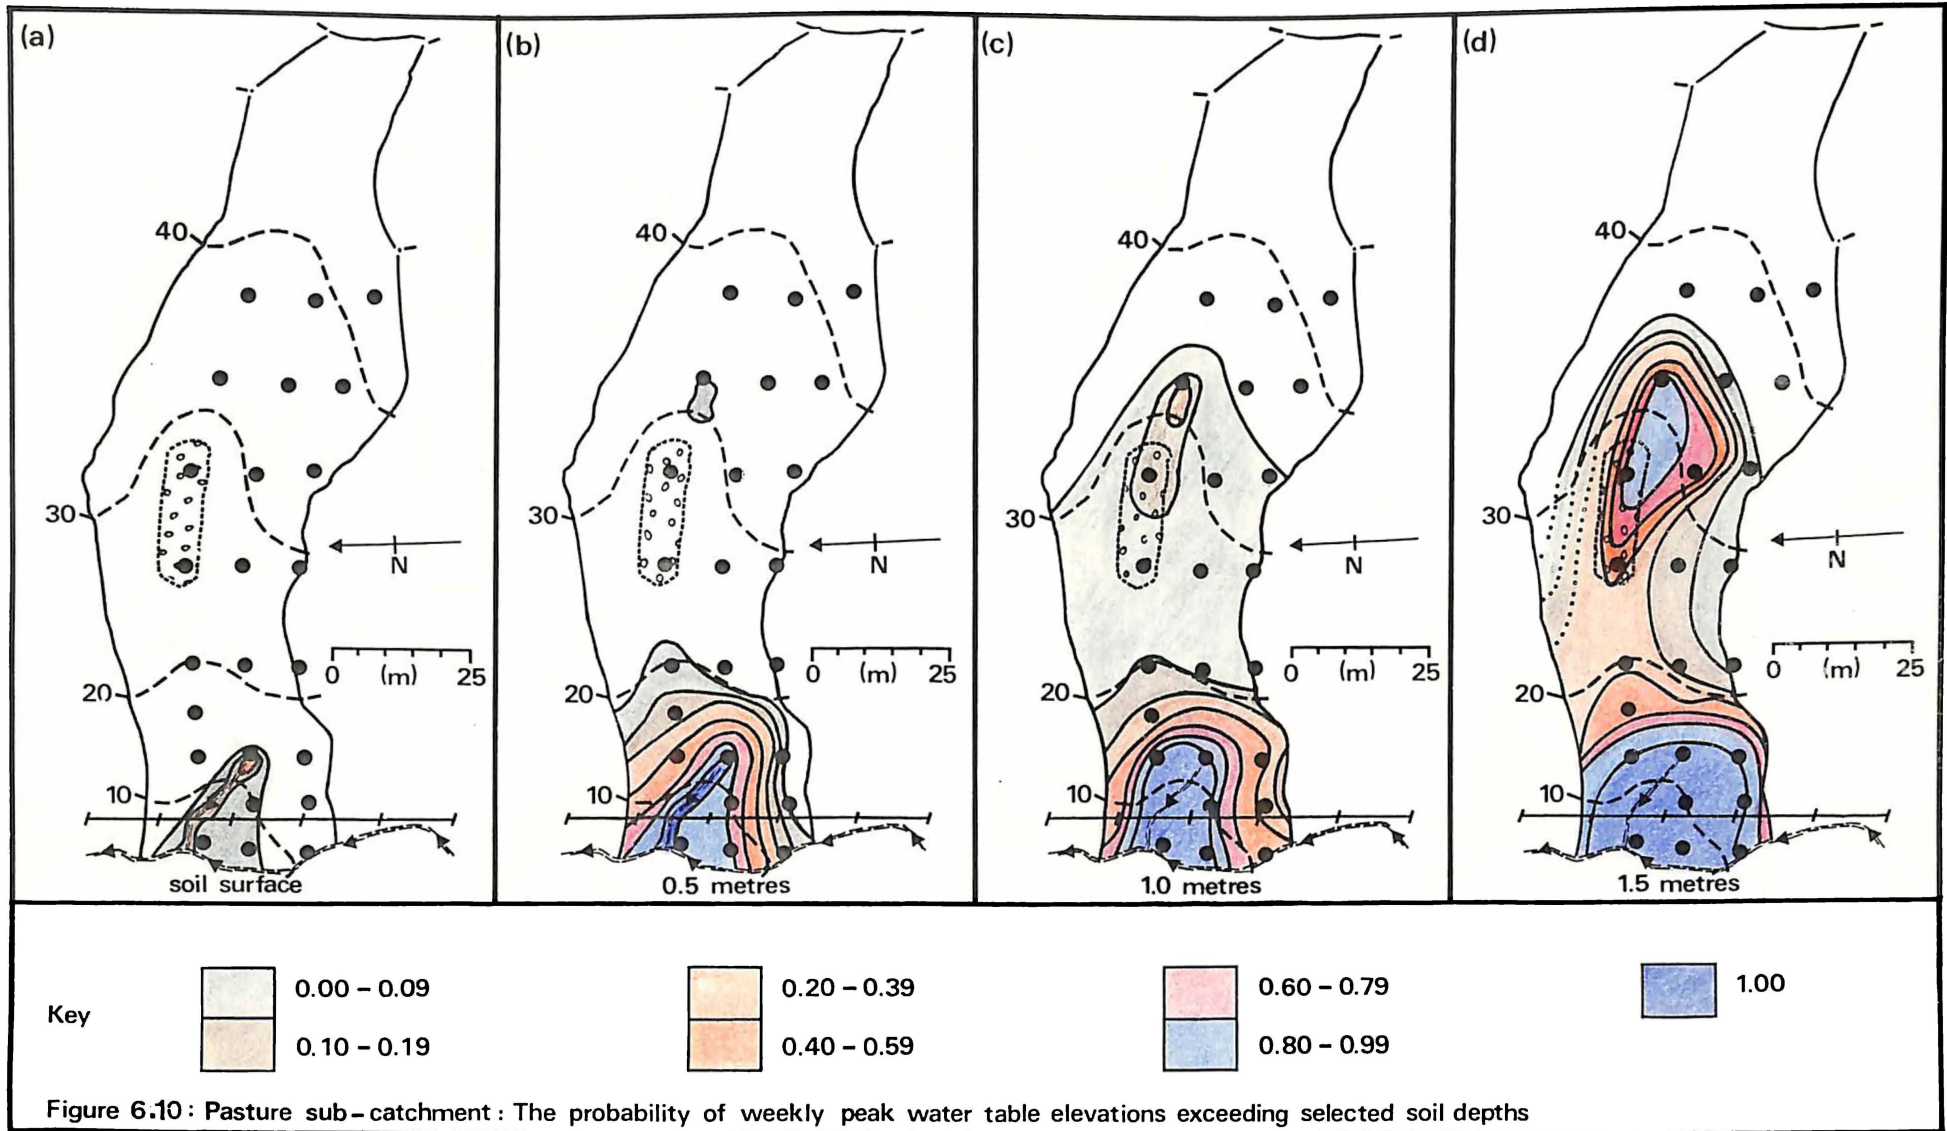 (a)
40
30
N
0 (m) 25
20
10
soil surface
(b)
40
30
N
0 (m) 25
20
10
0.5 metres
(c)
40
30
N
0 (m) 25
20
10
1.0 metres
(d)
40
30
N
0 (m) 25
20
10
1.5 metres
Key
0.00 – 0.09
0.10 – 0.19
0.20 – 0.39
0.40 – 0.59
0.60 – 0.79
0.80 – 0.99
1.00
Figure 6.10: Pasture sub-catchment: The probability of weekly peak water table elevations exceeding selected soil depths